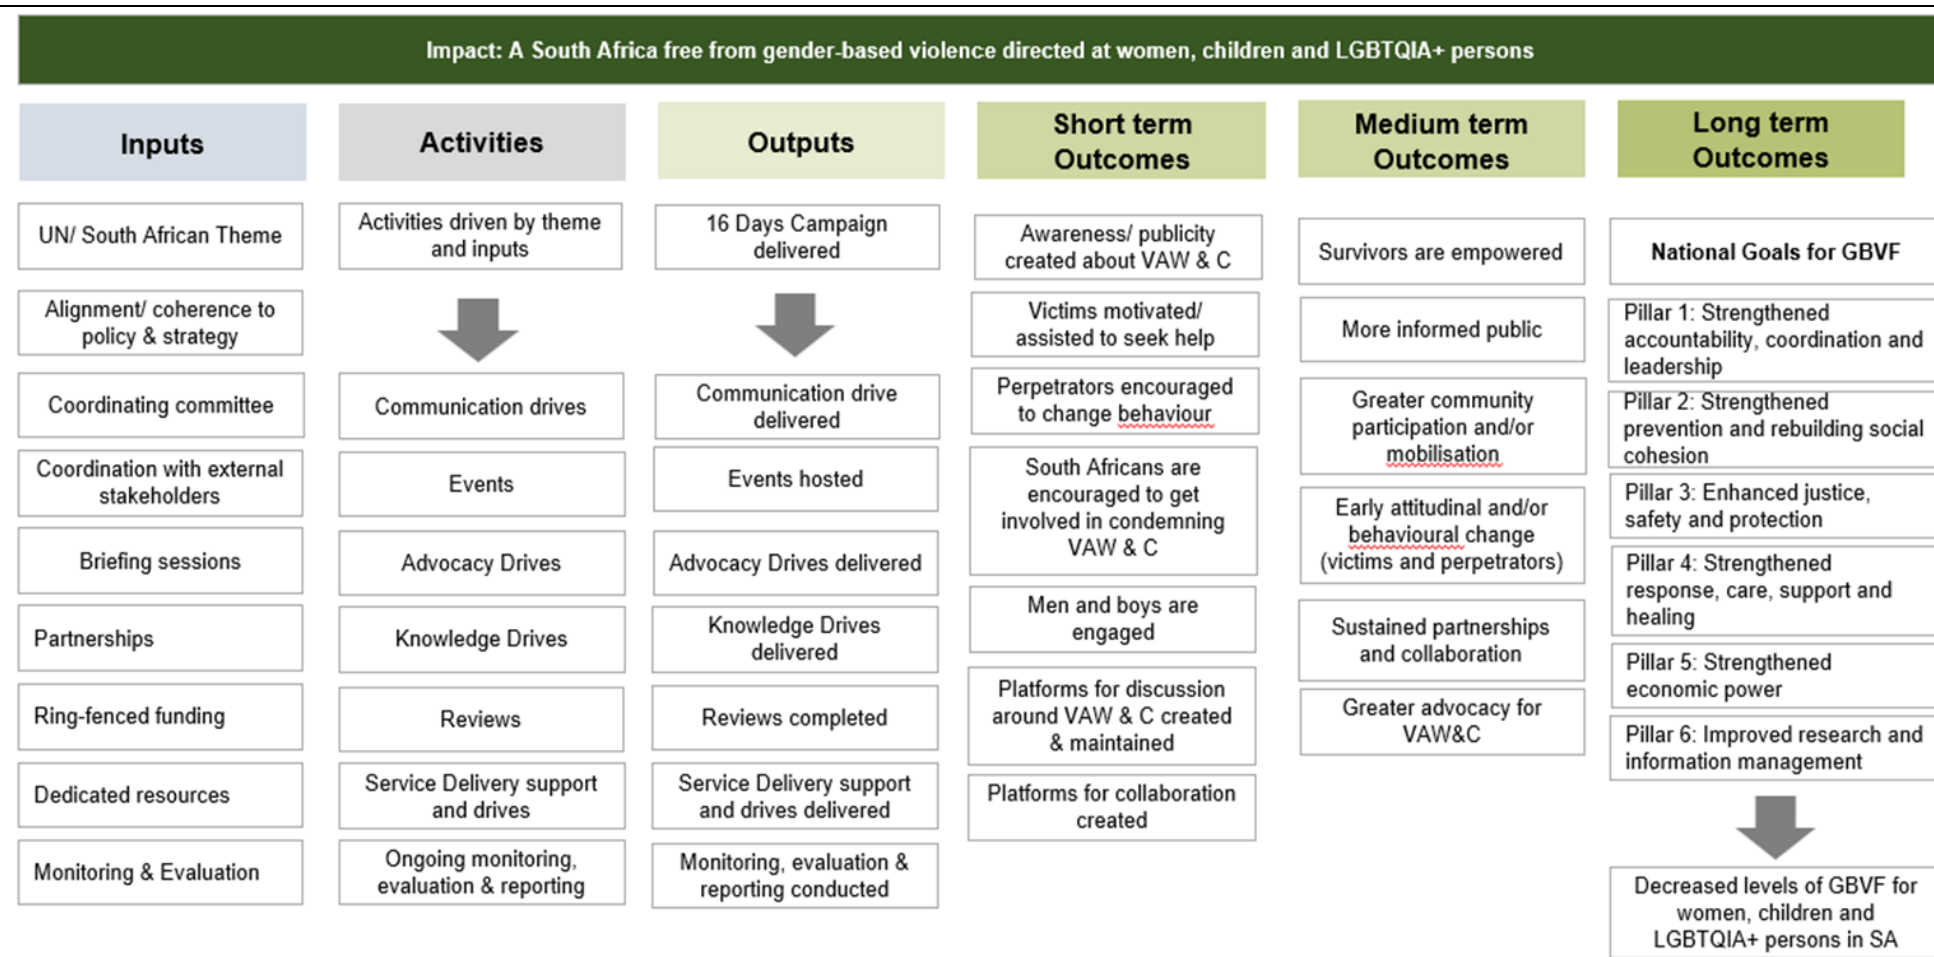 Impact: A South Africa free from gender-based violence directed at women, children and LGBTQIA+ persons
Inputs
UN/ South African Theme
Alignment/ coherence to
policy & strategy
Coordinating committee
Coordination with external
stakeholders
Briefing sessions
Partnerships
Ring-fenced funding
Dedicated resources
Monitoring & Evaluation
Activities
Activities driven by theme
and inputs
Communication drives
Events
Advocacy Drives
Knowledge Drives
Reviews
Service Delivery support
and drives
Ongoing monitoring,
evaluation & reporting
Outputs
16 Days Campaign
delivered
Communication drive
delivered
Events hosted
Advocacy Drives delivered
Knowledge Drives
delivered
Reviews completed
Service Delivery support
and drives delivered
Monitoring, evaluation &
reporting conducted
Short term
Outcomes
Awareness/ publicity
created about VAW & C
Victims motivated/
assisted to seek help
Perpetrators encouraged
to change behaviour
South Africans are
encouraged to get
involved in condemning
VAW & C
Men and boys are
engaged
Platforms for discussion
around VAW & C created
& maintained
Platforms for collaboration
created
Medium term
Outcomes
Survivors are empowered
More informed public
Greater community
participation and/or
mobilisation
Early attitudinal and/or
behavioural change
(victims and perpetrators)
Sustained partnerships
and collaboration
Greater advocacy for
VAW&C
Long term
Outcomes
National Goals for GBVF
Pillar 1: Strengthened
accountability, coordination and
leadership
Pillar 2: Strengthened
prevention and rebuilding social
cohesion
Pillar 3: Enhanced justice,
safety and protection
Pillar 4: Strengthened
response, care, support and
healing
Pillar 5: Strengthened
economic power
Pillar 6: Improved research and
information management
Decreased levels of GBVF for
women, children and
LGBTQIA+ persons in SA